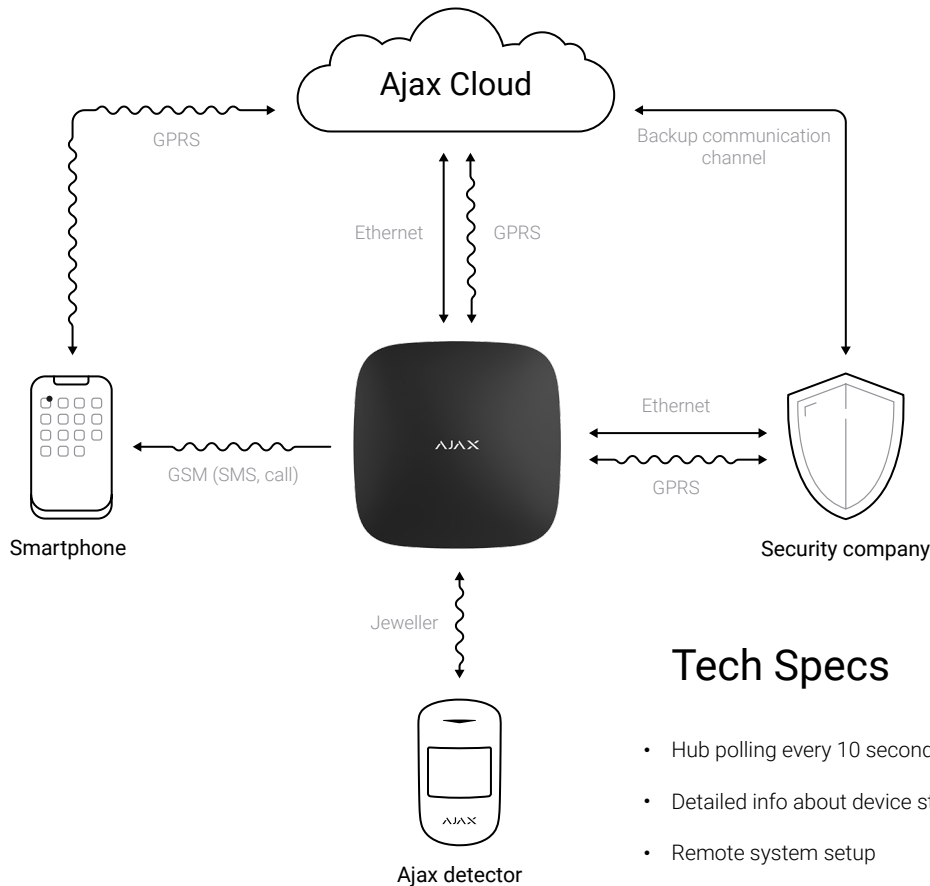 Ajax Cloud
GPRS
Backup communication
channel
Ethernet
GPRS
Ethernet
AJAX
GSM (SMS, call)
GPRS
Smartphone
Security company
Jeweller
Tech Specs
• Hub polling every 10 second
• Detailed info about device
• Remote system setup
AJAX
Ajax detector